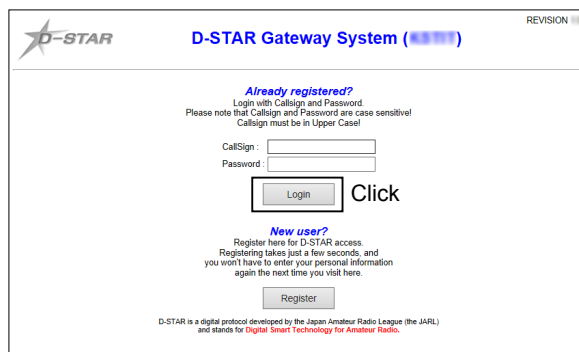 D-STAR
D-STAR Gateway System ( )
REVISION
Already registered?
Login with Callsign and Password.
Please note that Callsign and Password are case sensitive!
Callsign must be in Upper Case!
CallSign :
Password :
Login
Click
New user?
Register here for D-STAR access.
Registering takes just a few seconds, and
you won't have to enter your personal information
again the next time you visit here.
Register
D-STAR is a digital protocol developed by the Japan Amateur Radio League (the JARL)
and stands for Digital Smart Technology for Amateur Radio.